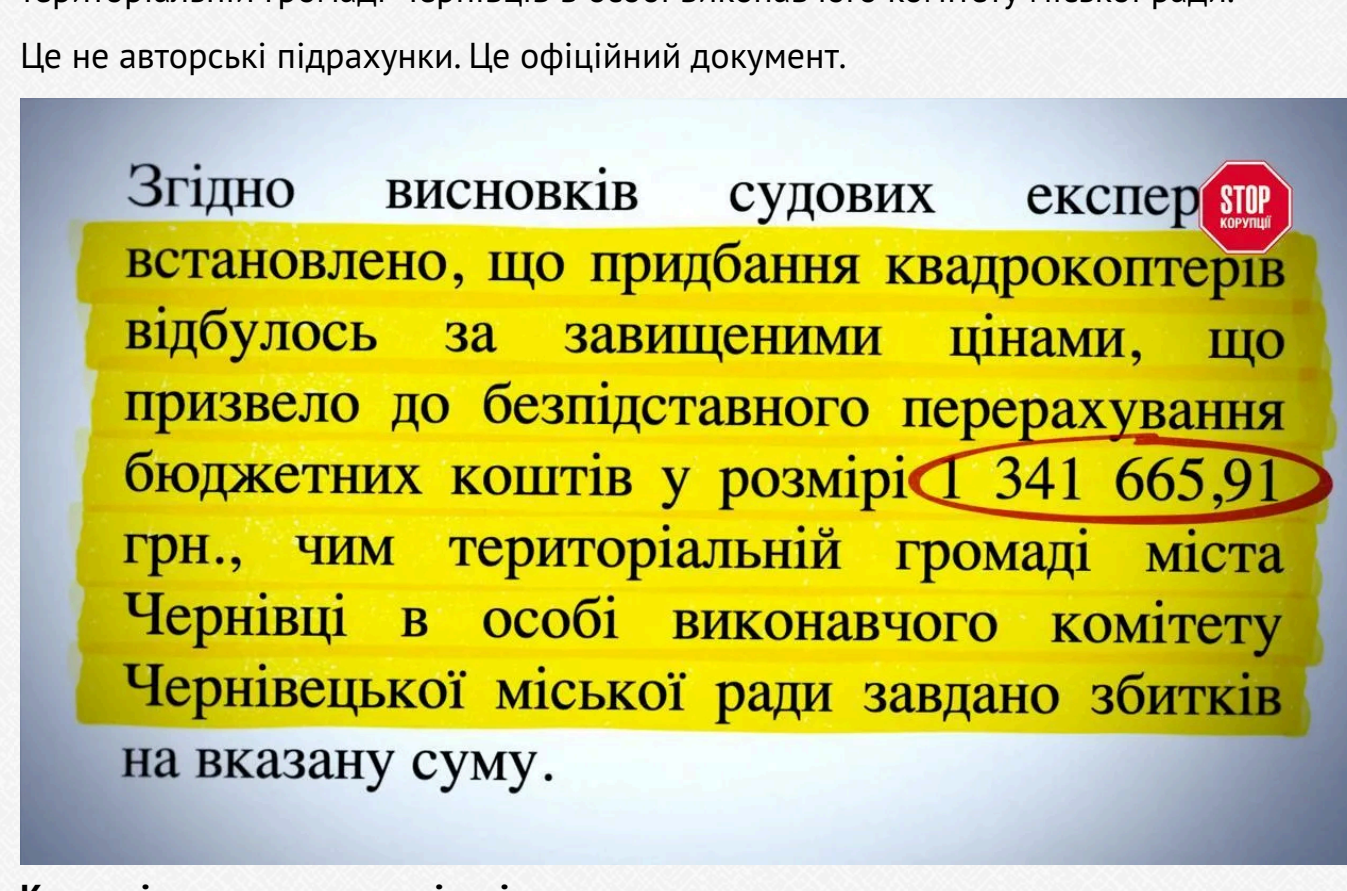 Це не авторські підрахунки. Це офіційний документ.
Згідно висновків судових експер
STOP
КОРУПЦІЇ
встановлено, що придбання квадрокоптерів
відбулось за завищеними цінами, що
призвело до безпідставного перерахування
бюджетних коштів у розмірі 1 341 665,91
грн., чим територіальній громаді міста
Чернівці в особі виконавчого комітету
Чернівецької міської ради завдано збитків
на вказану суму.